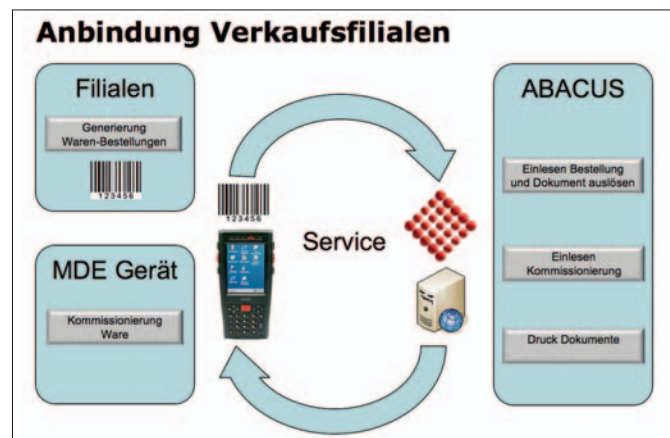 Anbindung Verkaufsfilialen
Filialen
Generierung
Waren-Bestellungen
123456
MDE Gerät
Kommissionierung
Ware
123456
Service
ABACUS
Einlesen Bestellung
und Dokument auslösen
Einlesen
Kommissionierung
Druck Dokumente